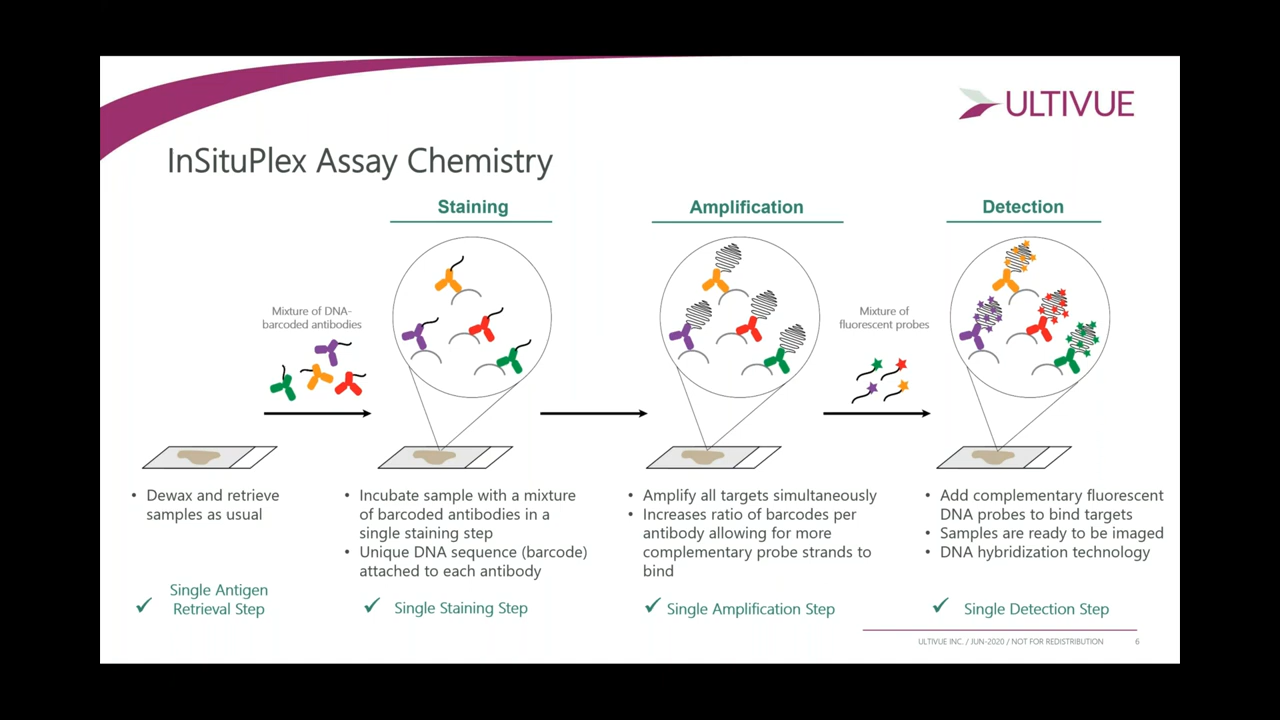 ULTIVUE
InSituPlex Assay Chemistry
Staining
Amplification
Detection
Mixture of DNA-
barcoded antibodies
Mixture of
fluorescent probes
• Dewax and retrieve
samples as usual
• Incubate sample with a mixture
of barcoded antibodies in a
single staining step
• Unique DNA sequence (barcode)
attached to each antibody
• Amplify all targets simultaneously
• Increases ratio of barcodes per
antibody allowing for more
complementary probe strands to
bind
• Add complementary fluorescent
DNA probes to bind targets
• Samples are ready to be imaged
• DNA hybridization technology
✓ Single Antigen
Retrieval Step
✓ Single Staining Step
✓ Single Amplification Step
✓ Single Detection Step
ULTIVUE INC. / JUN-2020 / NOT FOR REDISTRIBUTION 6